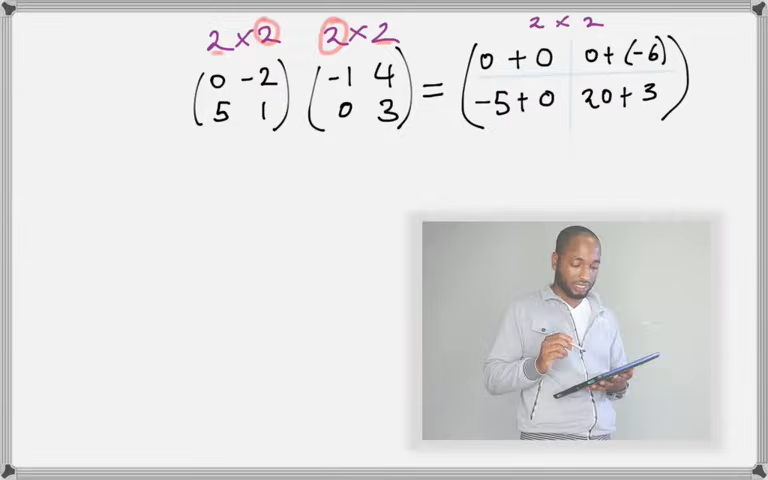 2 × 2 2 × 2 2 × 2
(0 -2) (-1 4) = (0 + 0 0 + (-6))
(5 1) (0 3) (-5 + 0 20 + 3)